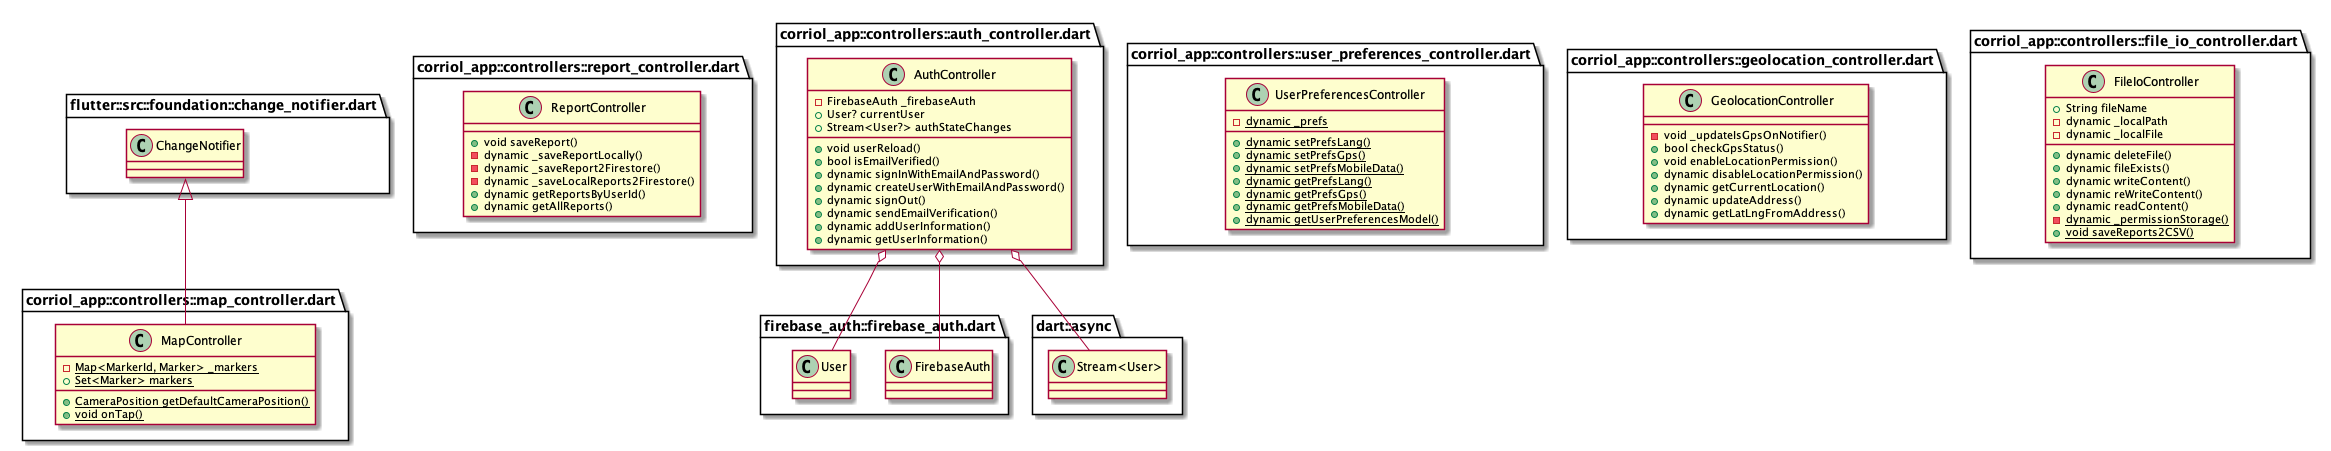 flutter::src::foundation::change_notifier.dart
C ChangeNotifier
corriol_app::controllers::map_controller.dart
C MapController
Map<MarkerId, Marker> _markers
Set<Marker> markers
CameraPosition getDefaultCameraPosition()
void onTap()
corriol_app::controllers::report_controller.dart
C ReportController
void saveReport()
dynamic _saveReportLocally()
dynamic _saveReport2Firestore()
dynamic _saveLocalReports2Firestore()
dynamic getReportsByUserId()
dynamic getAllReports()
corriol_app::controllers::auth_controller.dart
C AuthController
FirebaseAuth _firebaseAuth
User? currentUser
Stream<User?> authStateChanges
void userReload()
bool isEmailVerified()
dynamic signInWithEmailAndPassword()
dynamic createUserWithEmailAndPassword()
dynamic signOut()
dynamic sendEmailVerification()
dynamic addUserInformation()
dynamic getUserInformation()
firebase_auth::firebase_auth.dart
C User
C FirebaseAuth
dart::async
C Stream<User>
corriol_app::controllers::user_preferences_controller.dart
C UserPreferencesController
dynamic _prefs
dynamic setPrefsLang()
dynamic setPrefsGps()
dynamic setPrefsMobileData()
dynamic getPrefsLang()
dynamic getPrefsGps()
dynamic getPrefsMobileData()
dynamic getUserPreferencesModel()
corriol_app::controllers::geolocation_controller.dart
C GeolocationController
void _updateIsGpsOnNotifier()
bool checkGpsStatus()
void enableLocationPermission()
dynamic disableLocationPermission()
dynamic getCurrentLocation()
dynamic updateAddress()
dynamic getLatLngFromAddress()
corriol_app::controllers::file_io_controller.dart
C FileIoController
String fileName
dynamic _localPath
dynamic _localFile
dynamic deleteFile()
dynamic fileExists()
dynamic writeContent()
dynamic reWriteContent()
dynamic readContent()
dynamic _permissionStorage()
void saveReports2CSV()